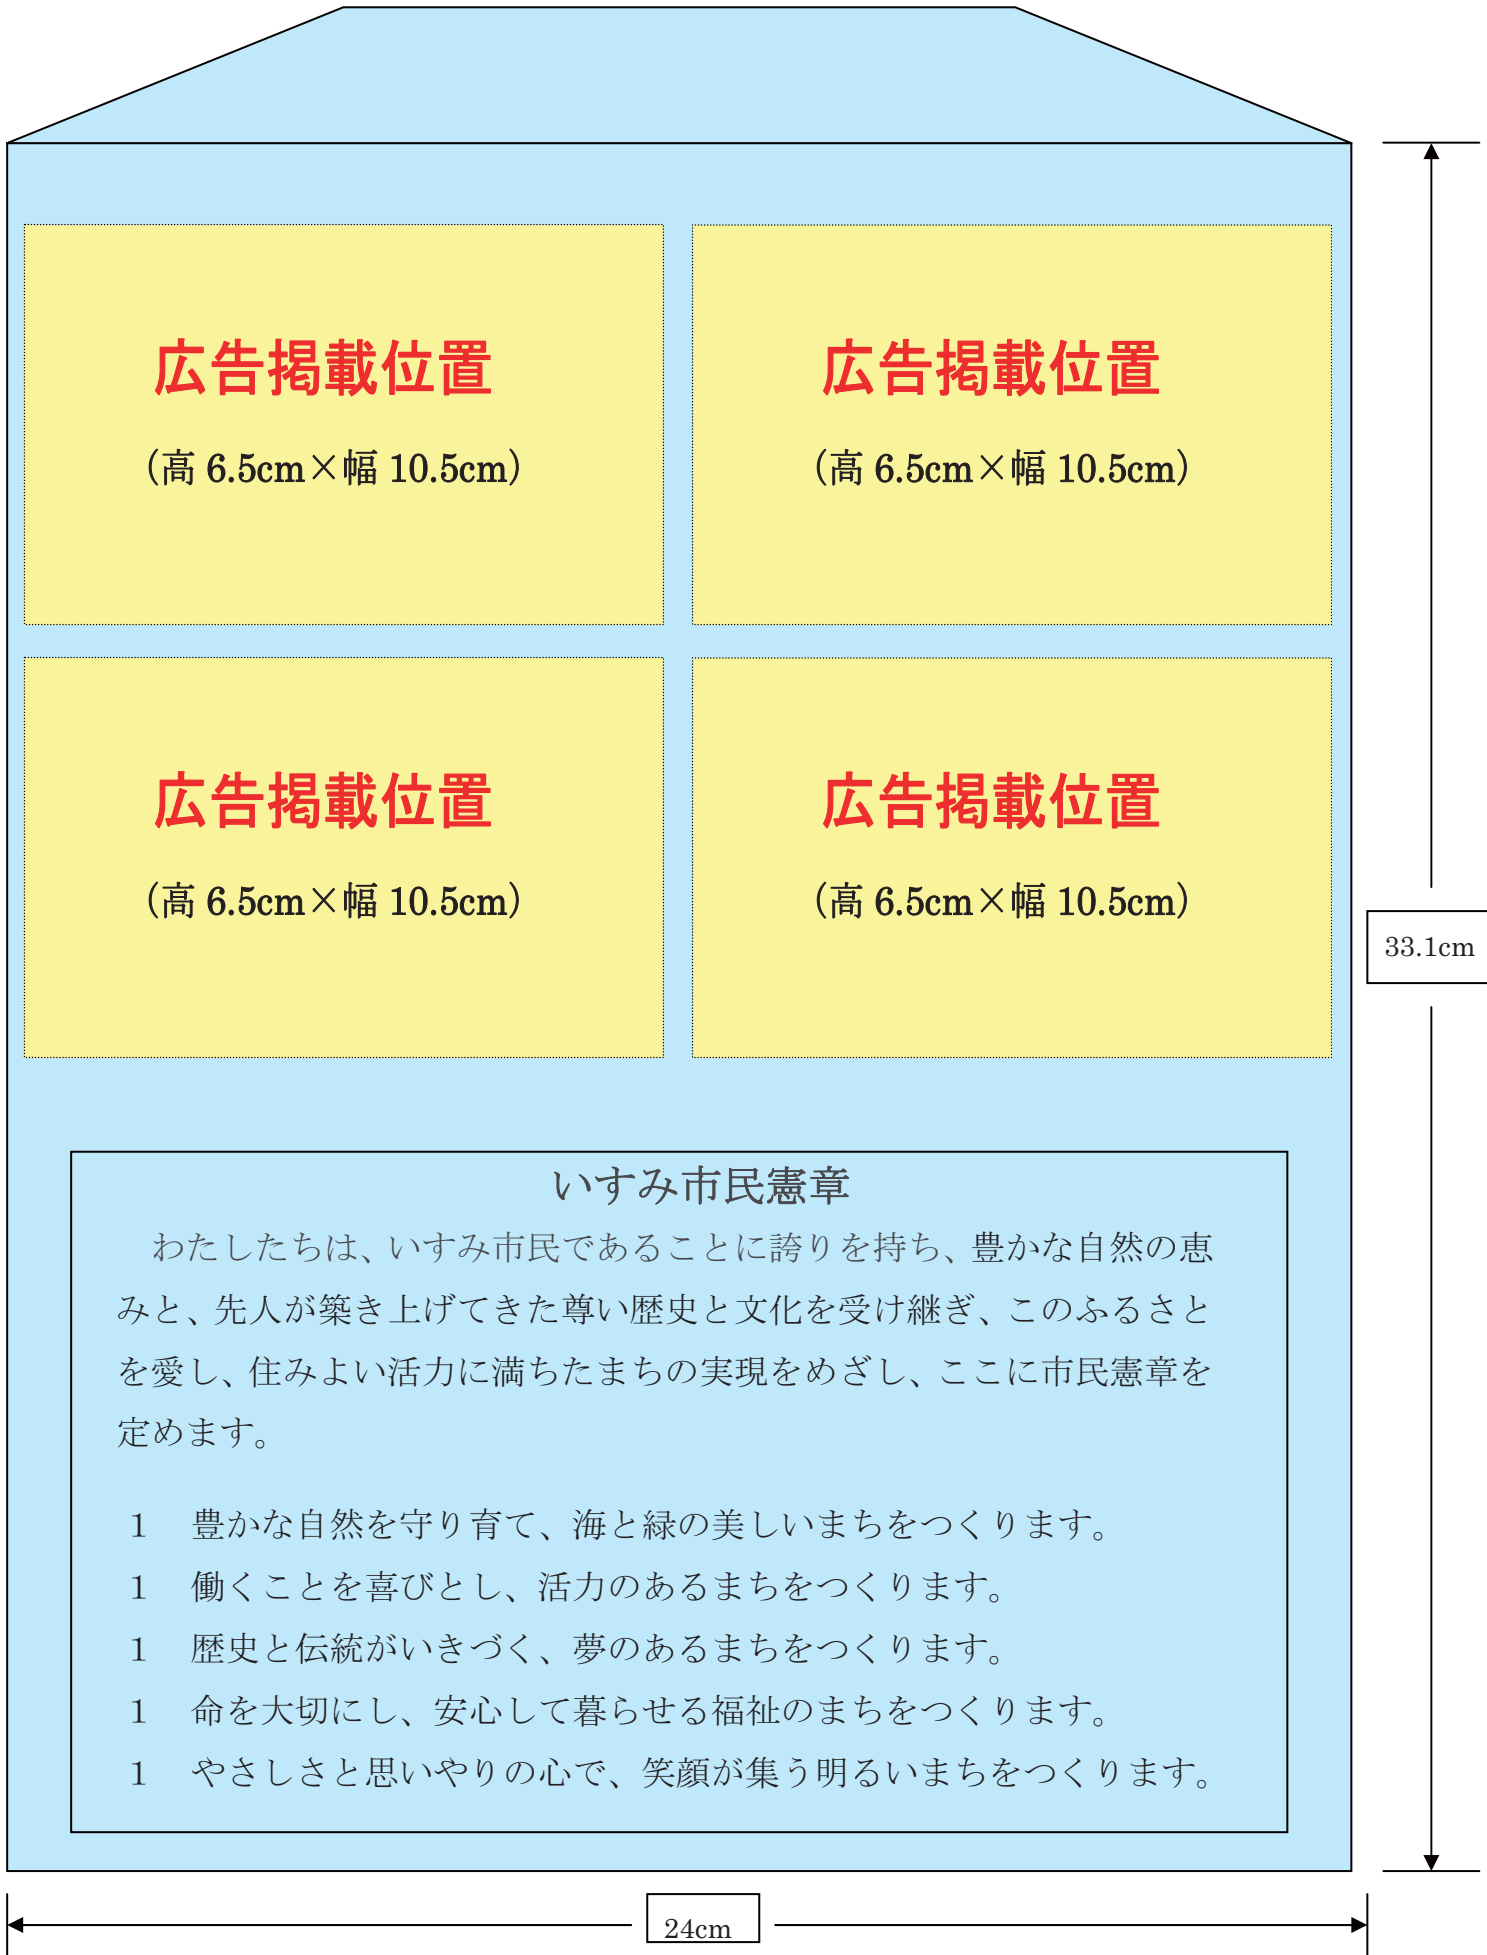 広告掲載位置
(高 6.5cm×幅 10.5cm)
広告掲載位置
(高 6.5cm×幅 10.5cm)
広告掲載位置
(高 6.5cm×幅 10.5cm)
広告掲載位置
(高 6.5cm×幅 10.5cm)
33.1cm
いすみ市民憲章
わたしたちは、いすみ市民であることに誇りを持ち、豊かな自然の恵
みと、先人が築き上げてきた尊い歴史と文化を受け継ぎ、このふるさと
を愛し、住みよい活力に満ちたまちの実現をめざし、ここに市民憲章を
定めます。
1 豊かな自然を守り育て、海と緑の美しいまちをつくります。
1 働くことを喜びとし、活力のあるまちをつくります。
1 歴史と伝統がいきづく、夢のあるまちをつくります。
1 命を大切にし、安心して暮らせる福祉のまちをつくります。
1 やさしさと思いやりの心で、笑顔が集う明るいまちをつくります。
24cm